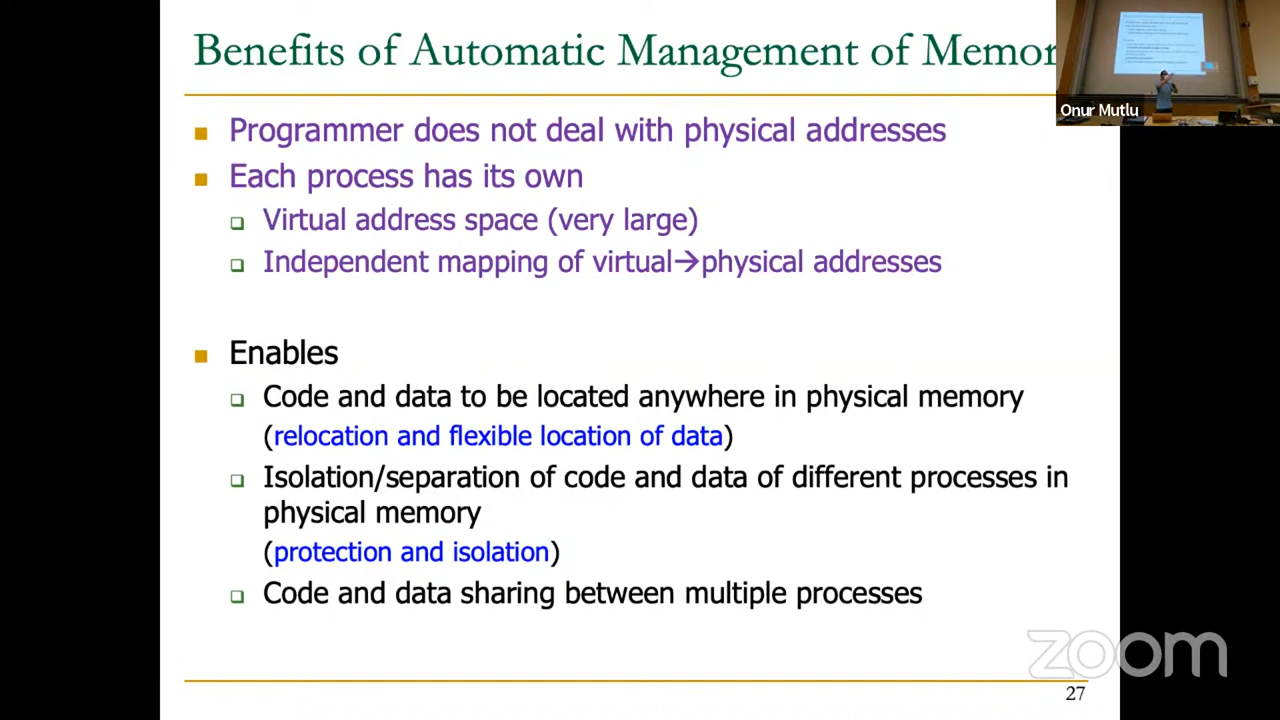 Benefits of Automatic Management of Memor
Onur Mutlu
Programmer does not deal with physical addresses
Each process has its own
Virtual address space (very large)
Independent mapping of virtual→physical addresses
Enables
Code and data to be located anywhere in physical memory
(relocation and flexible location of data)
Isolation/separation of code and data of different processes in
physical memory
(protection and isolation)
Code and data sharing between multiple processes
zoom
27